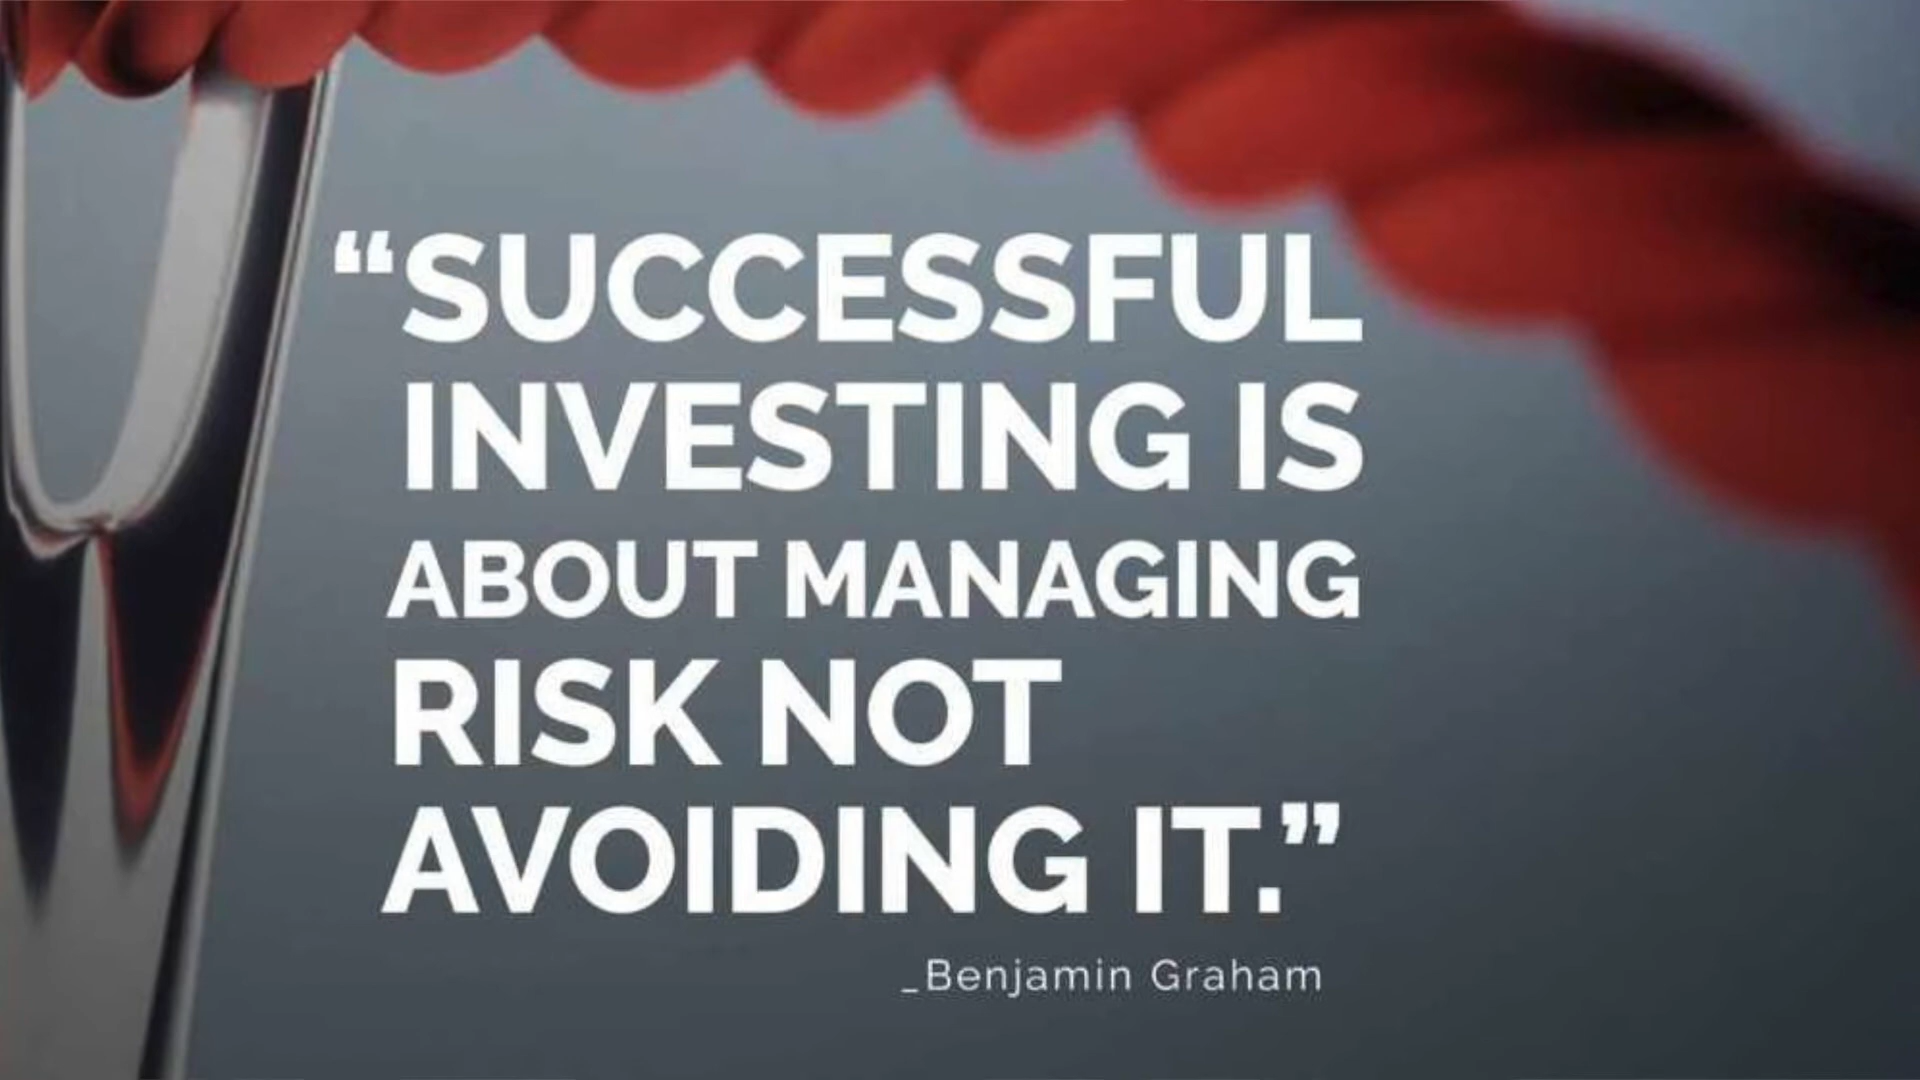 “SUCCESSFUL
INVESTING IS
ABOUT MANAGING
RISK NOT
AVOIDING IT.”
_Benjamin Graham